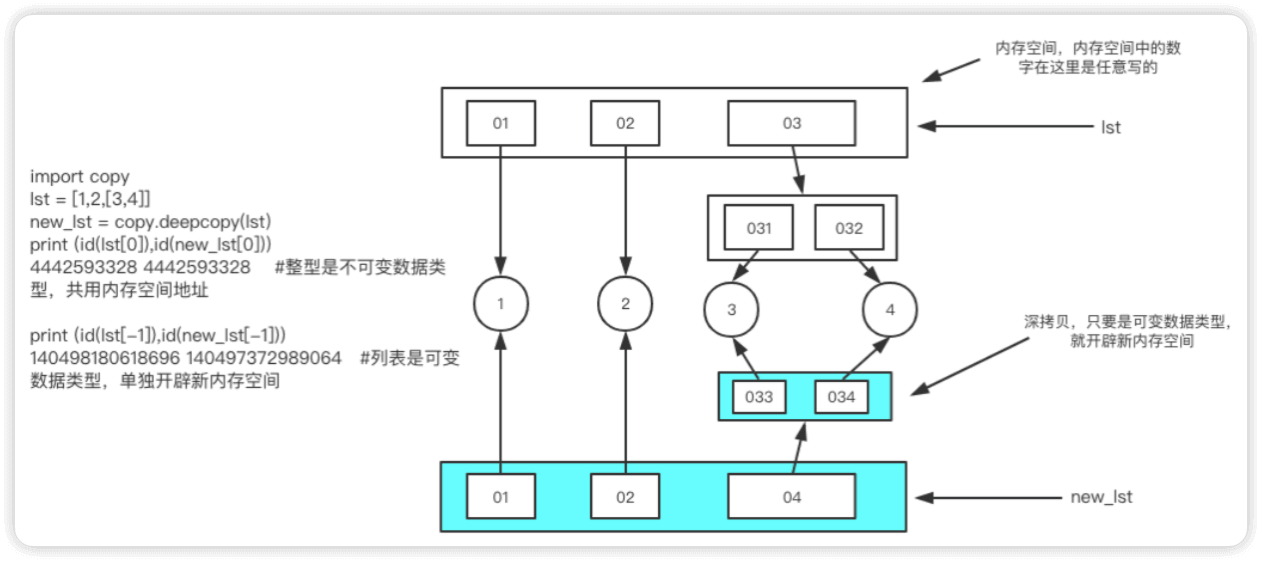 内存空间，内存空间中的数
字在这里是任意写的
01
02
03
lst
import copy
lst = [1,2,[3,4]]
new_lst = copy.deepcopy(lst)
print (id(lst[0]),id(new_lst[0]))
4442593328 4442593328 #整型是不可变数据类
型，共用内存空间地址
print (id(lst[-1]),id(new_lst[-1]))
140498180618696 140497372989064 #列表是可变
数据类型，单独开辟新内存空间
031
032
1
2
3
4
深拷贝，只要是可变数据类型，
就开辟新内存空间
033
034
01
02
04
new_lst